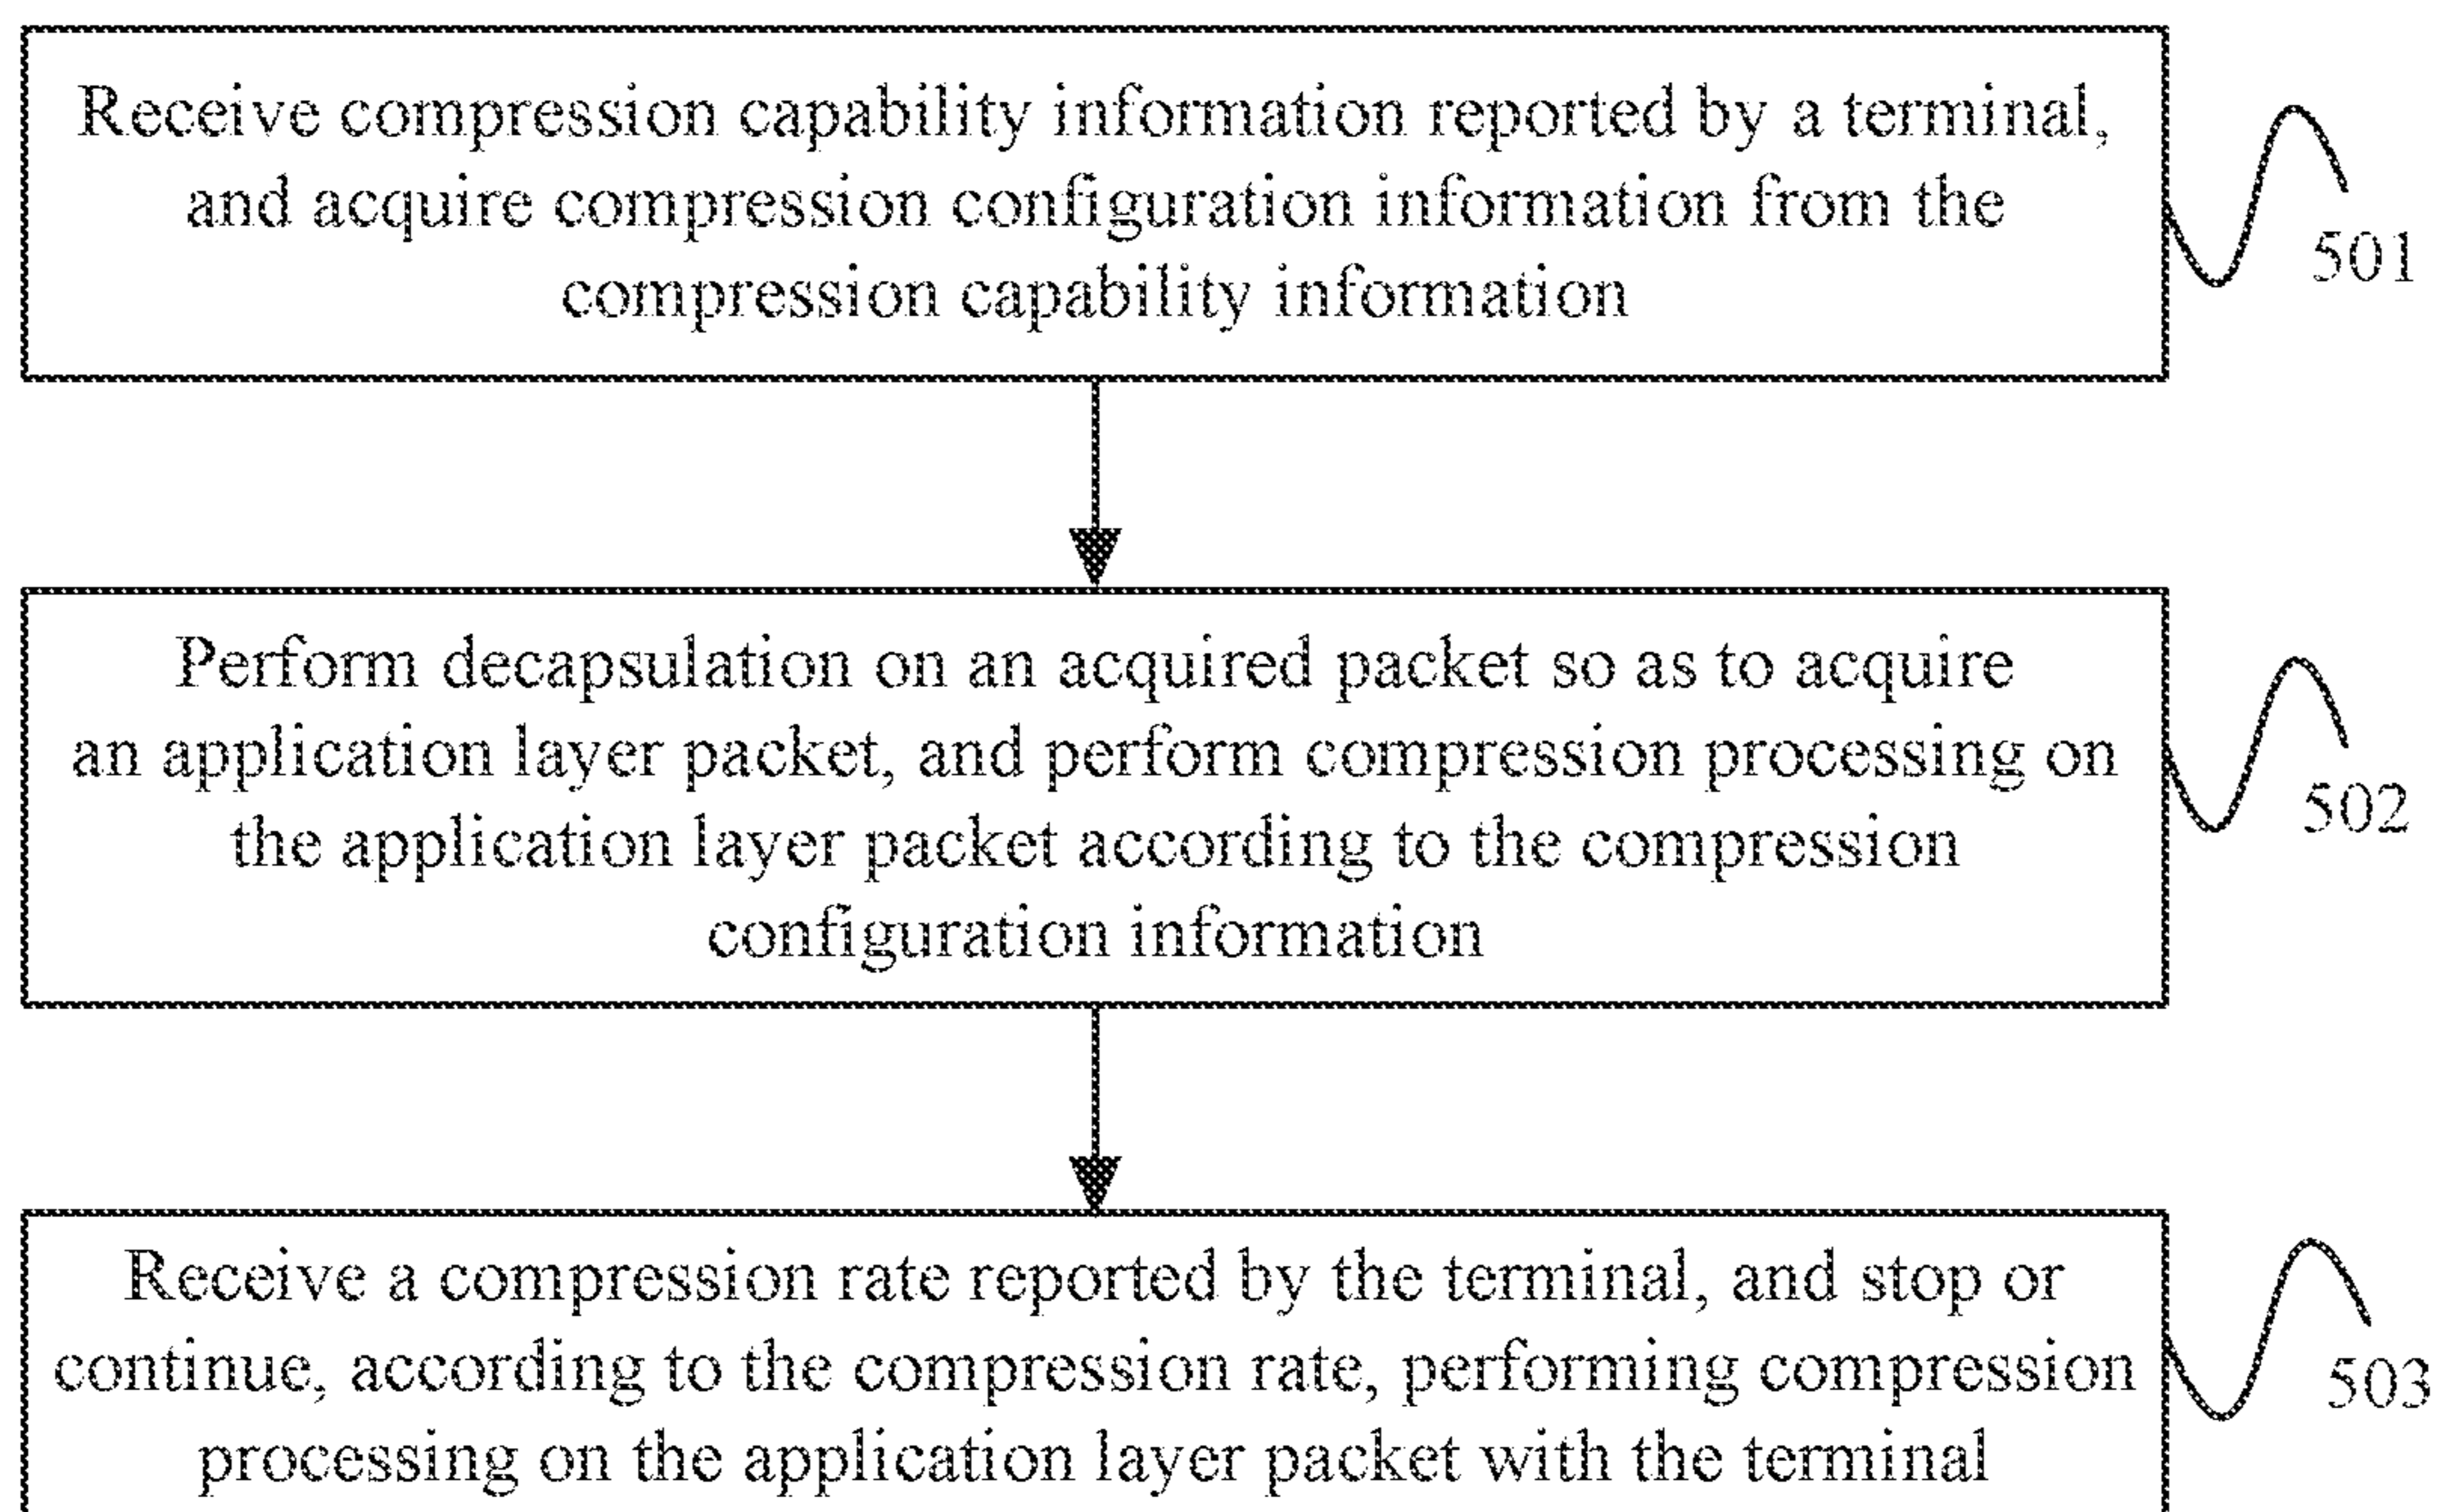 Receive compression capability information reported by a terminal,
and acquire compression configuration information from the
compression capability information
501
Perform decapsulation on an acquired packet so as to acquire
an application layer packet, and perform compression processing on
the application layer packet according to the compression
configuration information
502
Receive a compression rate reported by the terminal, and stop or
continue, according to the compression rate, performing compression
processing on the application layer packet with the terminal
503